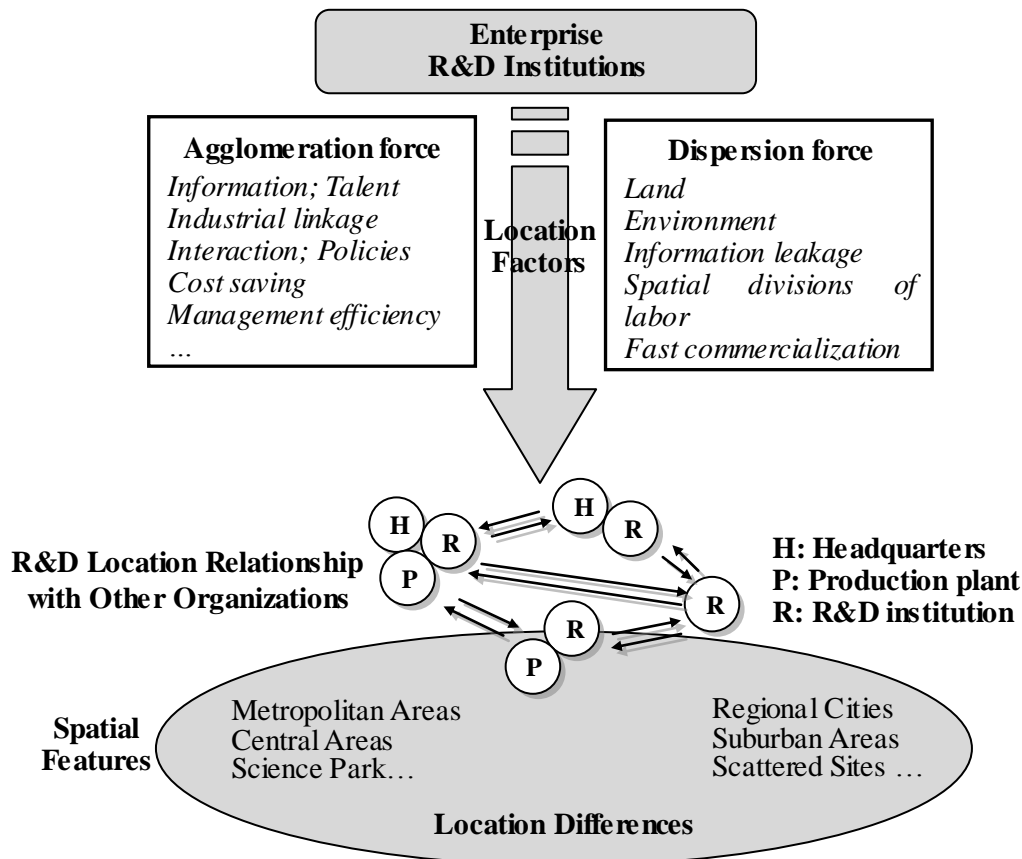 Enterprise
R&D Institutions
Agglomeration force
Information; Talent
Industrial linkage
Interaction; Policies
Cost saving
Management efficiency
…
Location
Factors
Dispersion force
Land
Environment
Information leakage
Spatial divisions of
labor
Fast commercialization
H
R
P
H
R
R
R
P
R&D Location Relationship
with Other Organizations
H: Headquarters
P: Production plant
R: R&D institution
Spatial
Features
Metropolitan Areas
Central Areas
Science Park…
Regional Cities
Suburban Areas
Scattered Sites …
Location Differences